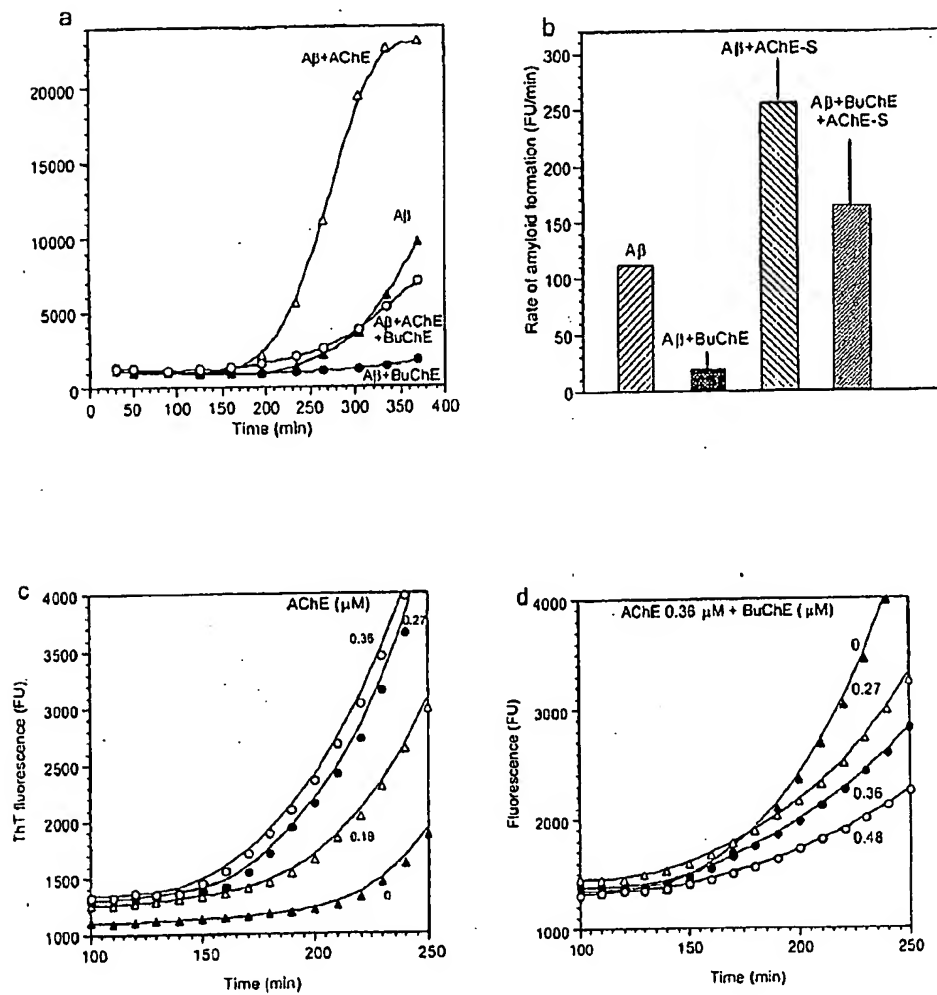 a
Aβ+AChE
20000
15000
Aβ
10000
5000
Aβ+AChE
+BuChE
Aβ+BuChE
0
0 50 100 150 200 250 300 350 400
Time (min)
b
Aβ+AChE-S
300
Aβ+BuChE
+AChE-S
250
200
150
Aβ
100
50
Aβ+BuChE
0
Rate of amyloid formation (FU/min)
c
4000
AChE (μM)
0.27
0.36
3000
2500
2000
0.18
1500
0
1000
100 150 200 250
ThT fluorescence (FU)
Time (min)
d
4000
AChE 0.36 μM + BuChE (μM)
0
0.27
3000
0.36
2000
0.48
1000
100 150 200 250
Fluorescence (FU)
Time (min)